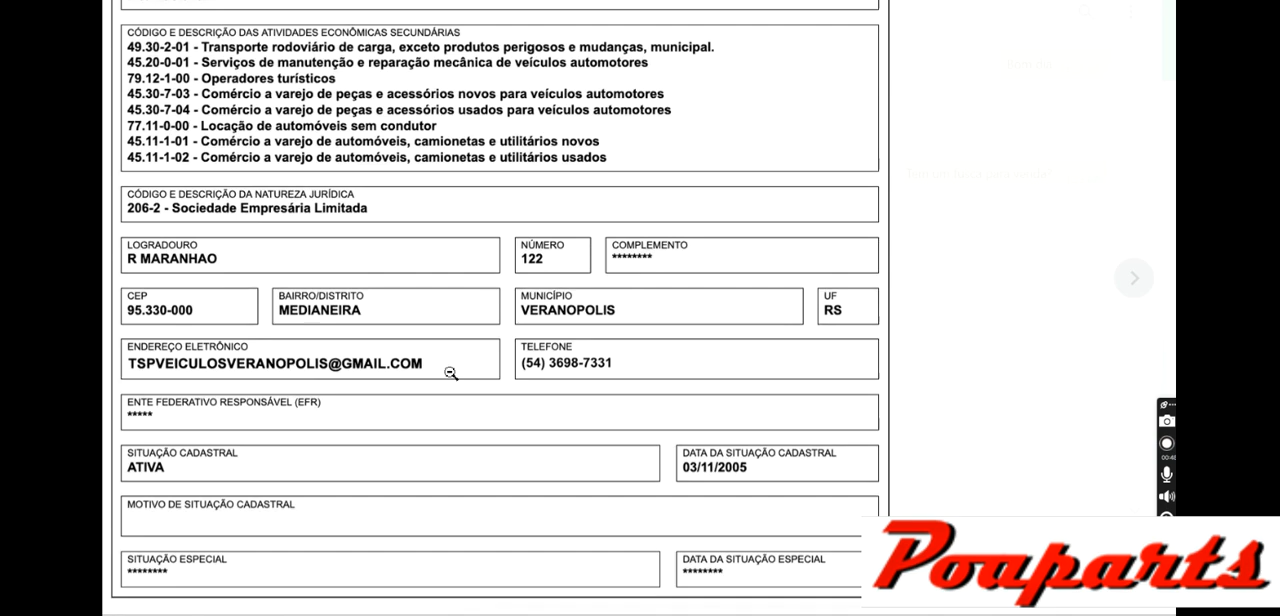 CÓDIGO E DESCRIÇÃO DAS ATIVIDADES ECONÔMICAS SECUNDÁRIAS
49.30-2-01 - Transporte rodoviário de carga, exceto produtos perigosos e mudanças, municipal.
45.20-0-01 - Serviços de manutenção e reparação mecânica de veículos automotores
79.12-1-00 - Operadores turísticos
45.30-7-03 - Comércio a varejo de peças e acessórios novos para veículos automotores
45.30-7-04 - Comércio a varejo de peças e acessórios usados para veículos automotores
77.11-0-00 - Locação de automóveis sem condutor
45.11-1-01 - Comércio a varejo de automóveis, camionetas e utilitários novos
45.11-1-02 - Comércio a varejo de automóveis, camionetas e utilitários usados
CÓDIGO E DESCRIÇÃO DA NATUREZA JURÍDICA
206-2 - Sociedade Empresária Limitada
LOGRADOURO
R MARANHAO
NÚMERO
122
COMPLEMENTO
********
CEP
95.330-000
BAIRRO/DISTRITO
MEDIANEIRA
MUNICÍPIO
VERANOPOLIS
UF
RS
ENDEREÇO ELETRÔNICO
TSPVEICULOSVERANOPOLIS@GMAIL.COM
TELEFONE
(54) 3698-7331
ENTE FEDERATIVO RESPONSÁVEL (EFR)
*****
SITUAÇÃO CADASTRAL
ATIVA
DATA DA SITUAÇÃO CADASTRAL
03/11/2005
MOTIVO DE SITUAÇÃO CADASTRAL
SITUAÇÃO ESPECIAL
********
DATA DA SITUAÇÃO ESPECIAL
********
Poaparts